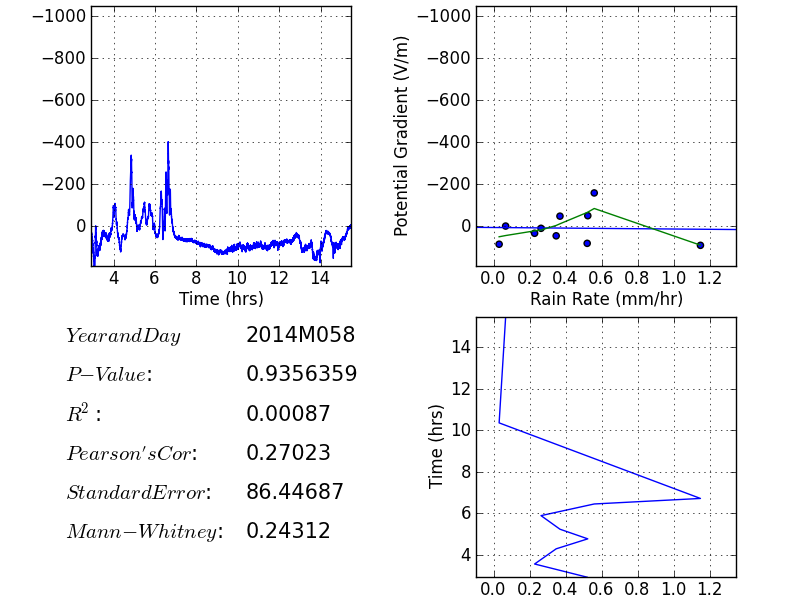 −1000
−800
−600
−400
−200
0
4 6 8 10 12 14
Time (hrs)
Potential Gradient (V/m)
−1000
−800
−600
−400
−200
0
0.0 0.2 0.4 0.6 0.8 1.0 1.2
Rain Rate (mm/hr)
YearandDay 2014M058
P−Value: 0.9356359
R²: 0.00087
Pearson'sCor: 0.27023
StandardError: 86.44687
Mann−Whitney: 0.24312
Time (hrs)
14
12
10
8
6
4
0.0 0.2 0.4 0.6 0.8 1.0 1.2